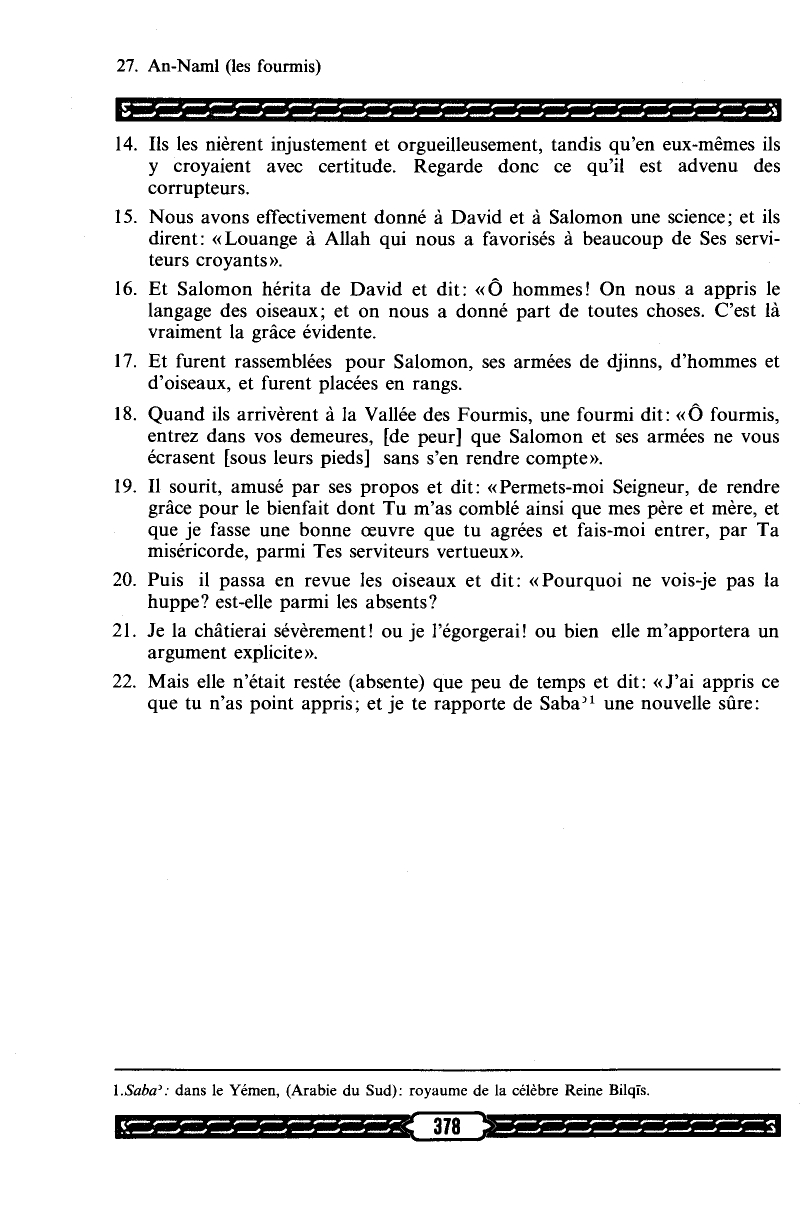 27. An-Naml (les fourmis)
14. Ils les nièrent injustement et orgueilleusement, tandis qu'en eux-mêmes ils
y croyaient avec certitude. Regarde donc ce qu'il est advenu des
corrupteurs.
15. Nous avons effectivement donné à David et à Salomon une science; et ils
dirent: «Louange à Allah qui nous a favorisés à beaucoup de Ses servi-
teurs croyants».
16. Et Salomon hérita de David et dit: «Ô hommes! On nous a appris le
langage des oiseaux; et on nous a donné part de toutes choses. C'est là
vraiment la grâce évidente.
17. Et furent rassemblées pour Salomon, ses armées de djinns, d'hommes et
d'oiseaux, et furent placées en rangs.
18. Quand ils arrivèrent à la Vallée des Fourmis, une fourmi dit: «Ô fourmis,
entrez dans vos demeures, [de peur] que Salomon et ses armées ne vous
écrasent [sous leurs pieds] sans s'en rendre compte».
19. Il sourit, amusé par ses propos et dit: «Permets-moi Seigneur, de rendre
grâce pour le bienfait dont Tu m'as comblé ainsi que mes père et mère, et
que je fasse une bonne œuvre que tu agrées et fais-moi entrer, par Ta
miséricorde, parmi Tes serviteurs vertueux».
20. Puis il passa en revue les oiseaux et dit: «Pourquoi ne vois-je pas la
huppe? est-elle parmi les absents?
21. Je la châtierai sévèrement! ou je l'égorgerai! ou bien elle m'apportera un
argument explicite».
22. Mais elle n'était restée (absente) que peu de temps et dit: «J'ai appris ce
que tu n'as point appris; et je te rapporte de Sabaʾ¹ une nouvelle sûre:
1.Sabaʾ: dans le Yémen, (Arabie du Sud): royaume de la célèbre Reine Bilqīs.
378